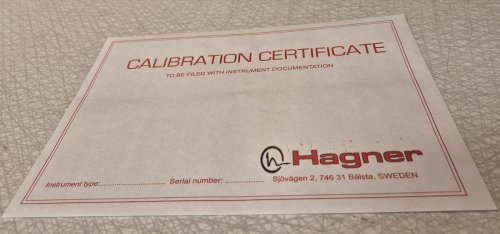 CALIBRATION CERTIFICATE
TO BE FILED WITH INSTRUMENT DOCUMENTATION
h Hagner
Instrument type:............................ Serial number: .................. Sjövägen 2, 746 31 Bålsta, SWEDEN